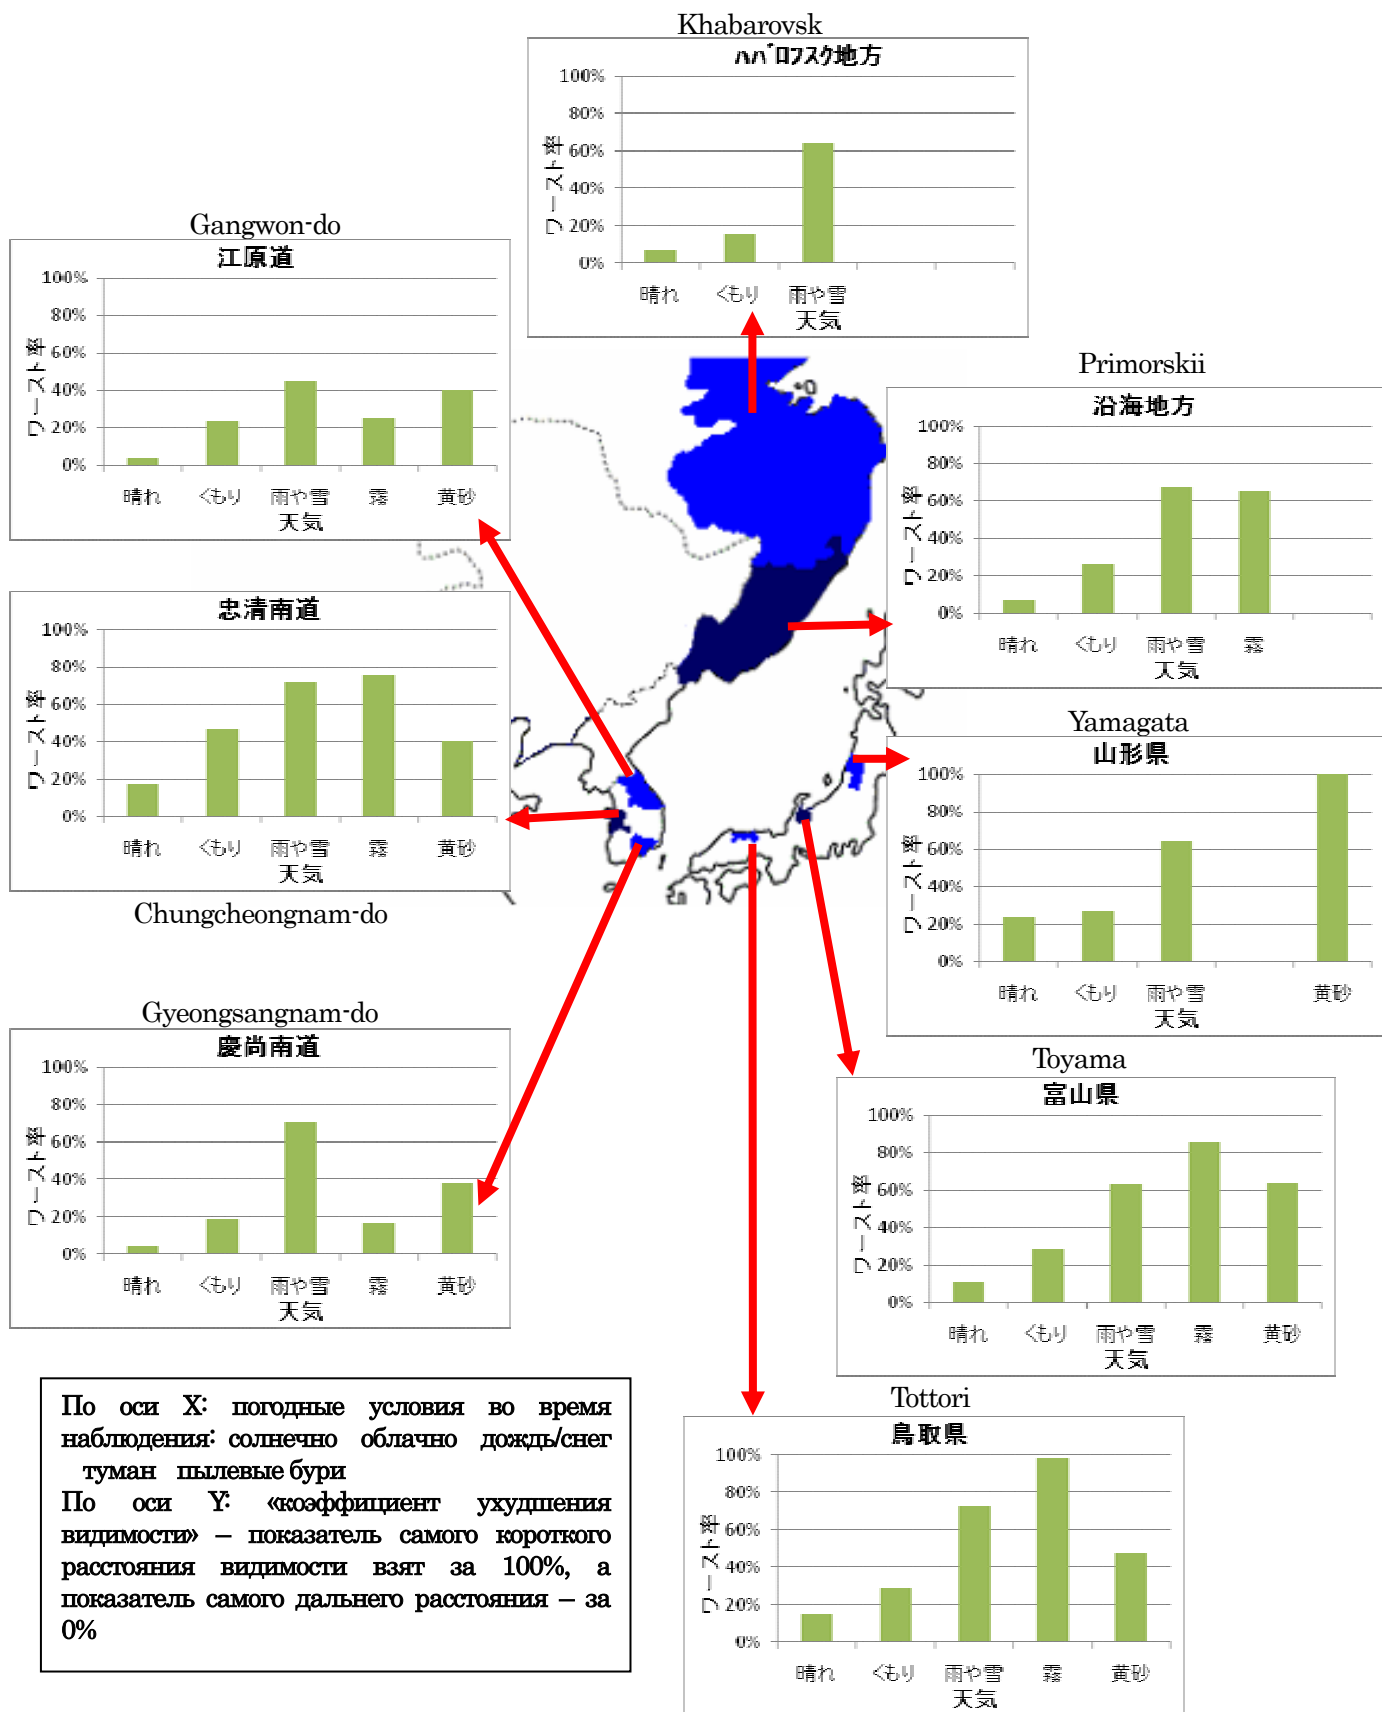 Khabarovsk
ハバロフスク地方
100%
80%
60%
40%
20%
0%
ワースト率
晴れ くもり 雨や雪
天気
Gangwon-do
江原道
100%
80%
60%
40%
20%
0%
ワースト率
晴れ くもり 雨や雪 霧 黄砂
天気
Primorskii
沿海地方
100%
80%
60%
40%
20%
0%
ワースト率
晴れ くもり 雨や雪 霧
天気
忠清南道
100%
80%
60%
40%
20%
0%
ワースト率
晴れ くもり 雨や雪 霧 黄砂
天気
Chungcheongnam-do
Yamagata
山形県
100%
80%
60%
40%
20%
0%
ワースト率
晴れ くもり 雨や雪 黄砂
天気
Gyeongsangnam-do
慶尚南道
100%
80%
60%
40%
20%
0%
ワースト率
晴れ くもり 雨や雪 霧 黄砂
天気
Toyama
富山県
100%
80%
60%
40%
20%
0%
ワースト率
晴れ くもり 雨や雪 霧 黄砂
天気
Tottori
鳥取県
100%
80%
60%
40%
20%
0%
ワースト率
晴れ くもり 雨や雪 霧 黄砂
天気
По оси X: погодные условия во время
наблюдения: солнечно облачно дождь/снег
туман пылевые бури
По оси Y: «коэффициент ухудшения
видимости» – показатель самого короткого
расстояния видимости взят за 100%, а
показатель самого дальнего расстояния – за
0%